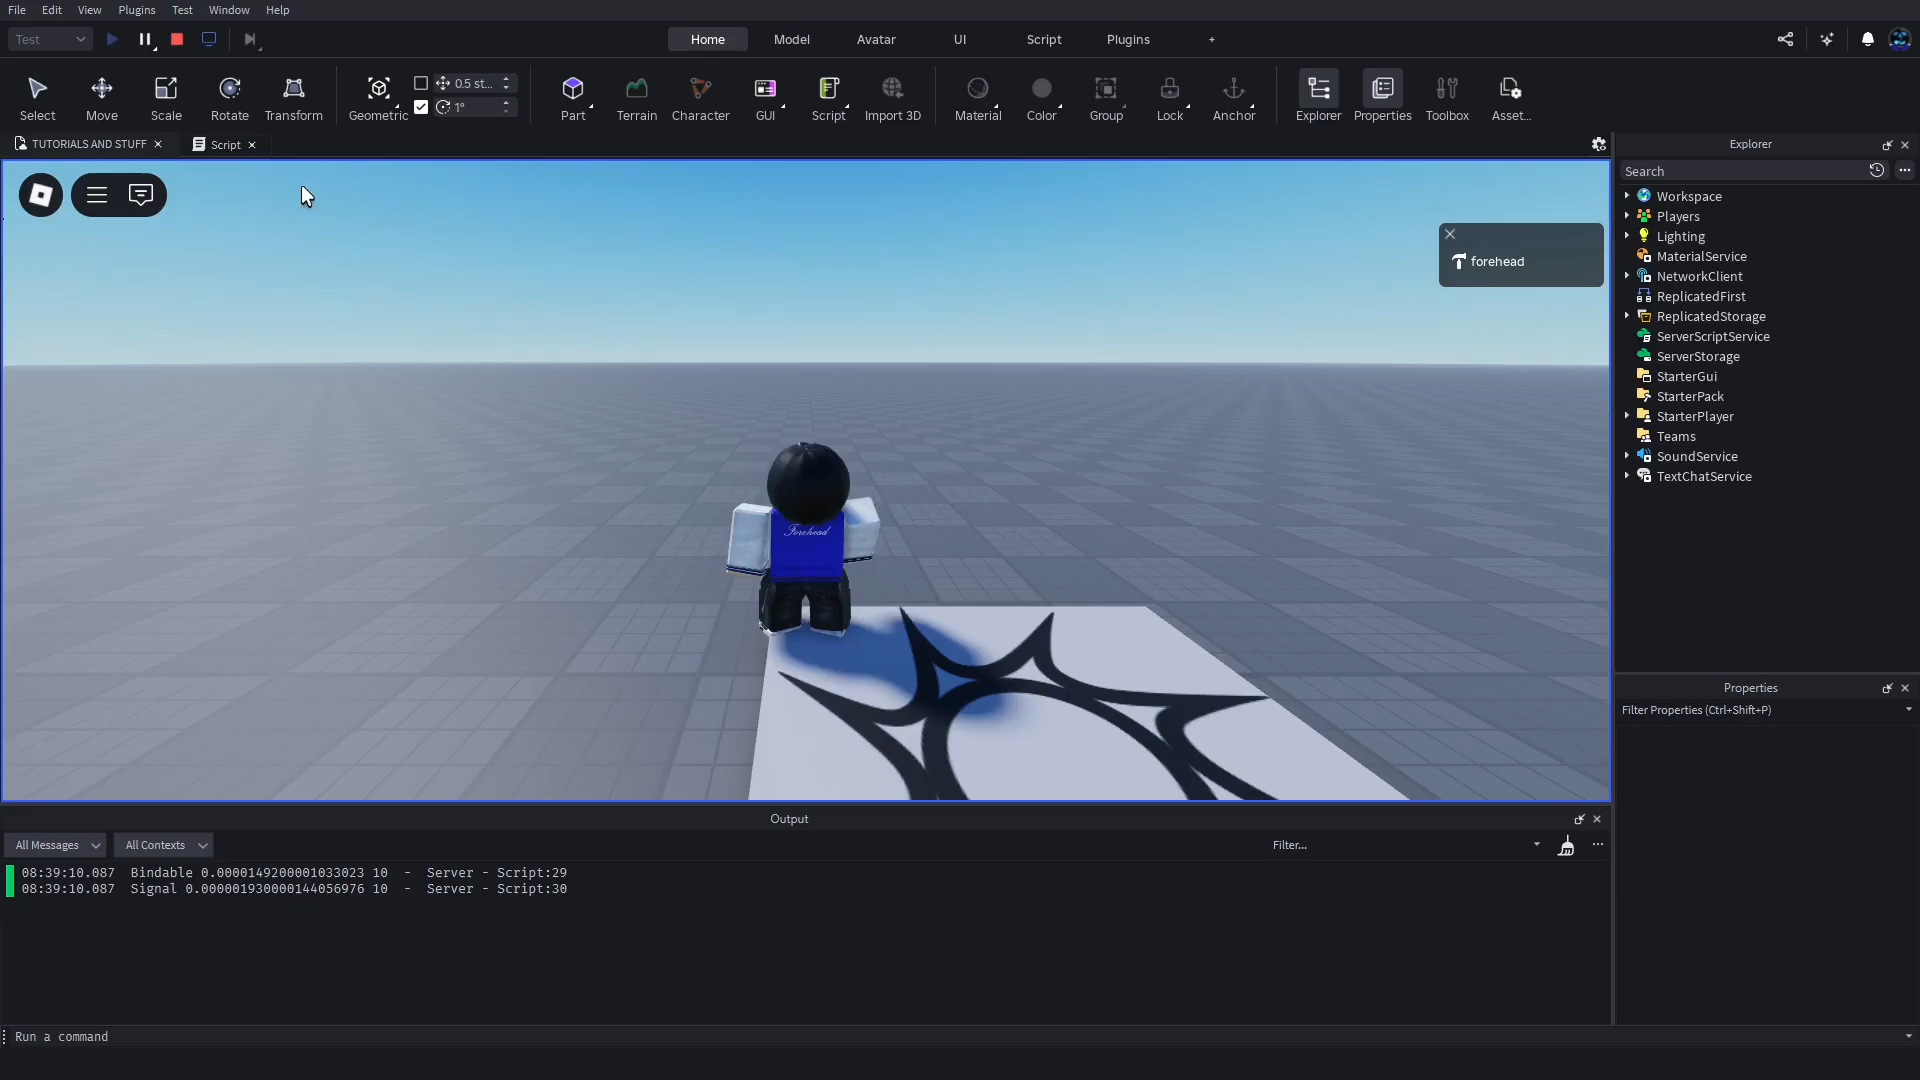 File Edit View Plugins Test Window Help
Test Home Model Avatar UI Script Plugins +
0.5 st...
1°
Select Move Scale Rotate Transform Geometric Part Terrain Character GUI Script Import 3D Material Color Group Lock Anchor Explorer Properties Toolbox Asset...
TUTORIALS AND STUFF Script
Explorer
Search
Workspace
Players
Lighting
MaterialService
NetworkClient
ReplicatedFirst
ReplicatedStorage
ServerScriptService
ServerStorage
StarterGui
StarterPack
StarterPlayer
Teams
SoundService
TextChatService
forehead
Forehead
Properties
Filter Properties (Ctrl+Shift+P)
Output
All Messages All Contexts Filter...
08:39:10.087 Bindable 0.0000149200001033023 10 - Server - Script:29
08:39:10.087 Signal 0.000001930000144056976 10 - Server - Script:30
Run a command